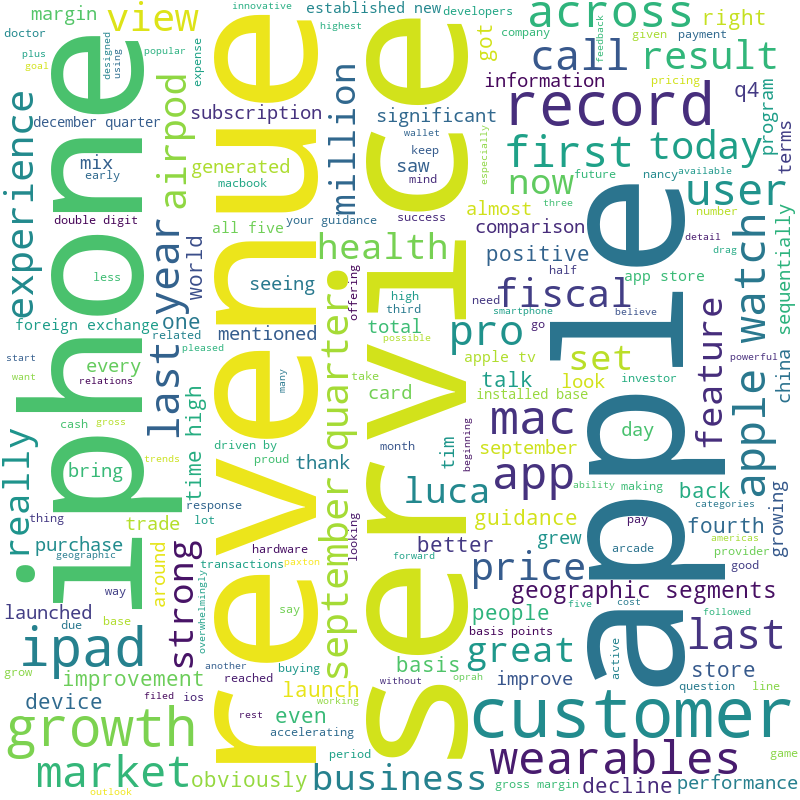 iphone
revenue
service
apple
innovative
established new
developers
highest
company
feedback
given
payment
right
terms
margin
view
doctor
plus
goal
designed
using
popular
expense
december quarter
subscription
million
significant
across
call
result
information
pricing
record
q4
program
wallet
keep
experience
mix
early
airpod
generated
macbook
saw
mind
especially
first
today
now
future
nancy
available
three
user
double digit
all five
your guidance
success
almost
number
comparison
detail
drag
last year
world
health
less
seeing
offering
high
third
positive
half
app store
sequentially
foreign exchange
one
related
pleased
mentioned
total
need
fiscal
smartphone
go
believe
apple watch
china
powerful
start
want
every
relations
many
possible
pro
apple tv
set
feature
time high
september quarter
take
card
talk
look
investor
installed base
cash
gross
driven by
proud
month
tim
mac
september
day
really
bring
trends
thank
beginning
app
ability
making
back
categories
growing
thing
response
lot
looking
luca
guidance
pay
fourth
trade
purchase
geographic
around
hardware
paxton
transactions
forward
better
grew
arcade
americas
provider
good
strong
way
overwhelmingly
say
price
geographic segments
launched
due
base
people
five
cost
followed
ipad
basis points
great
last
grow
improvement
another
buying
without
oprah
basis
improve
active
store
reached
filed
ios
launch
working
question
line
device
rest
even
accelerating
customer
growth
period
game
wearables
market
obviously
business
gross margin
decline
performance
outlook